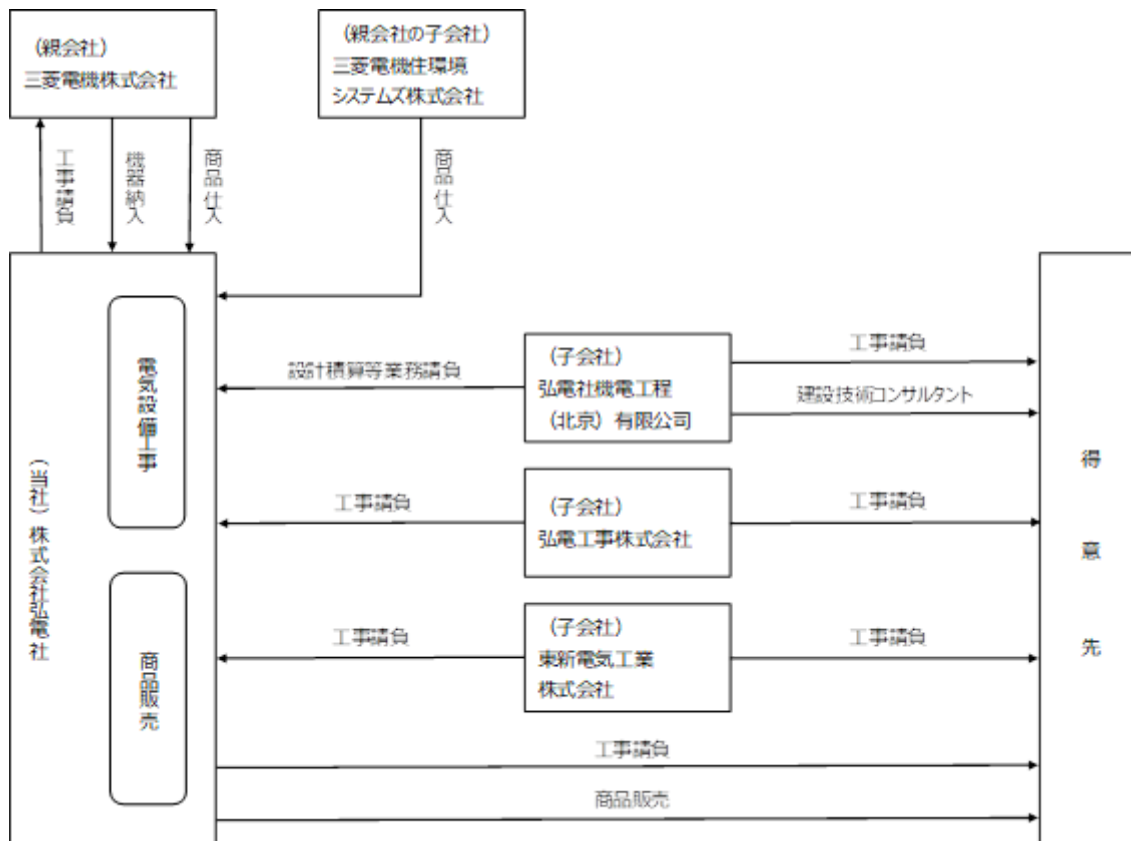 （親会社）
三菱電機株式会社
（親会社の子会社）
三菱電機住環境
システムズ株式会社
工事請負
機器納入
商品仕入
商品仕入
（当社）株式会社弘電社
電気設備工事
商品販売
設計積算等業務請負
（子会社）
弘電社機電工程
（北京）有限公司
工事請負
建設技術コンサルタント
工事請負
（子会社）
弘電工事株式会社
工事請負
工事請負
（子会社）
東新電気工業
株式会社
工事請負
工事請負
商品販売
得意先